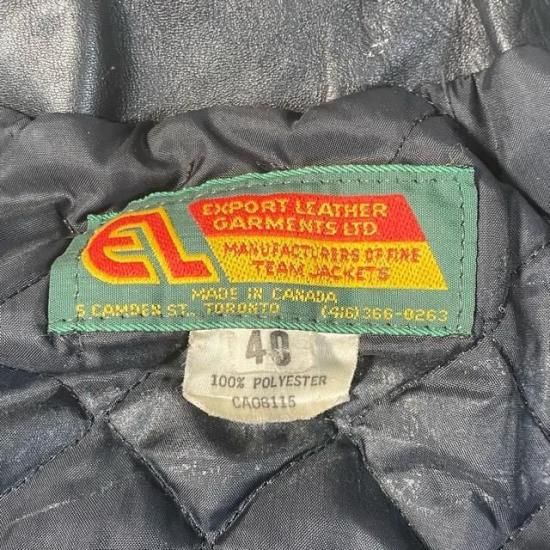 EL
EXPORT LEATHER
GARMENTS LTD
MANUFACTURERS OF FINE
TEAM JACKETS
MADE IN CANADA
5 CAMDEN ST., TORONTO (416) 366-0263
40
100% POLYESTER
CA08115